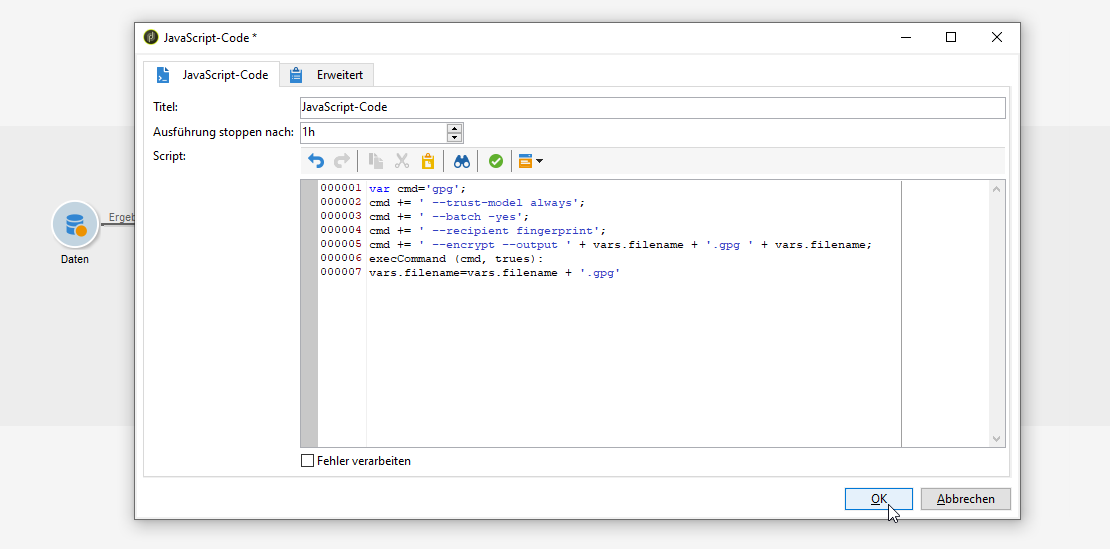 JavaScript-Code *
JavaScript-Code
Erweitert
Titel:
JavaScript-Code
Ausführung stoppen nach:
1h
Script:
000001 var cmd='gpg';
000002 cmd += ' --trust-model always';
000003 cmd += ' --batch -yes';
000004 cmd += ' --recipient fingerprint';
000005 cmd += ' --encrypt --output ' + vars.filename + '.gpg ' + vars.filename;
000006 execCommand (cmd, trues):
000007 vars.filename=vars.filename + '.gpg'
Ergeb
Daten
Fehler verarbeiten
OK
Abbrechen